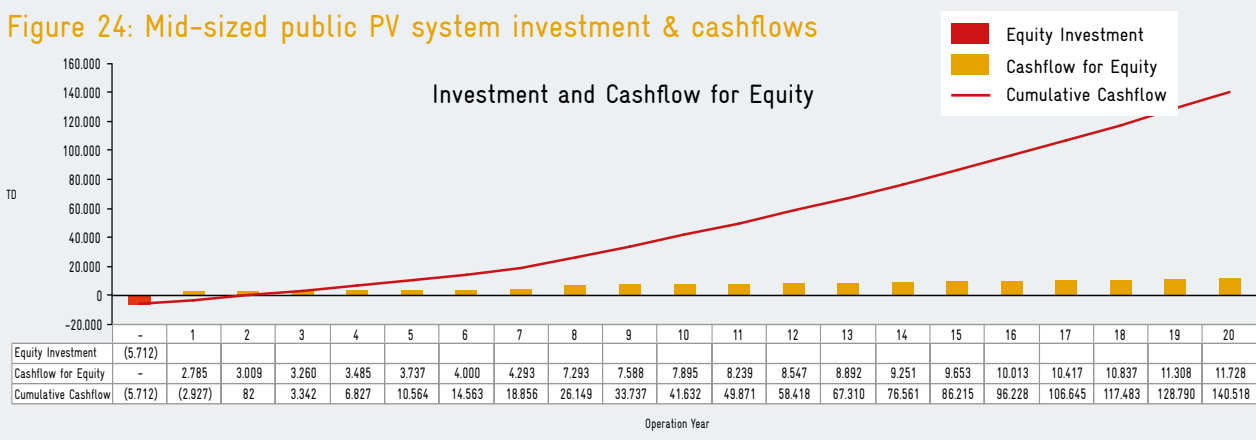 Figure 24: Mid-sized public PV system investment & cashflows
Equity Investment
Cashflow for Equity
Cumulative Cashflow
Investment and Cashflow for Equity
160.000
140.000
120.000
100.000
80.000
60.000
40.000
20.000
0
-20.000
TD
- 1 2 3 4 5 6 7 8 9 10 11 12 13 14 15 16 17 18 19 20
Equity Investment (5.712)
Cashflow for Equity - 2.785 3.009 3.260 3.485 3.737 4.000 4.293 7.293 7.588 7.895 8.239 8.547 8.892 9.251 9.653 10.013 10.417 10.837 11.308 11.728
Cumulative Cashflow (5.712) (2.927) 82 3.342 6.827 10.564 14.563 18.856 26.149 33.737 41.632 49.871 58.418 67.310 76.561 86.215 96.228 106.645 117.483 128.790 140.518
Operation Year